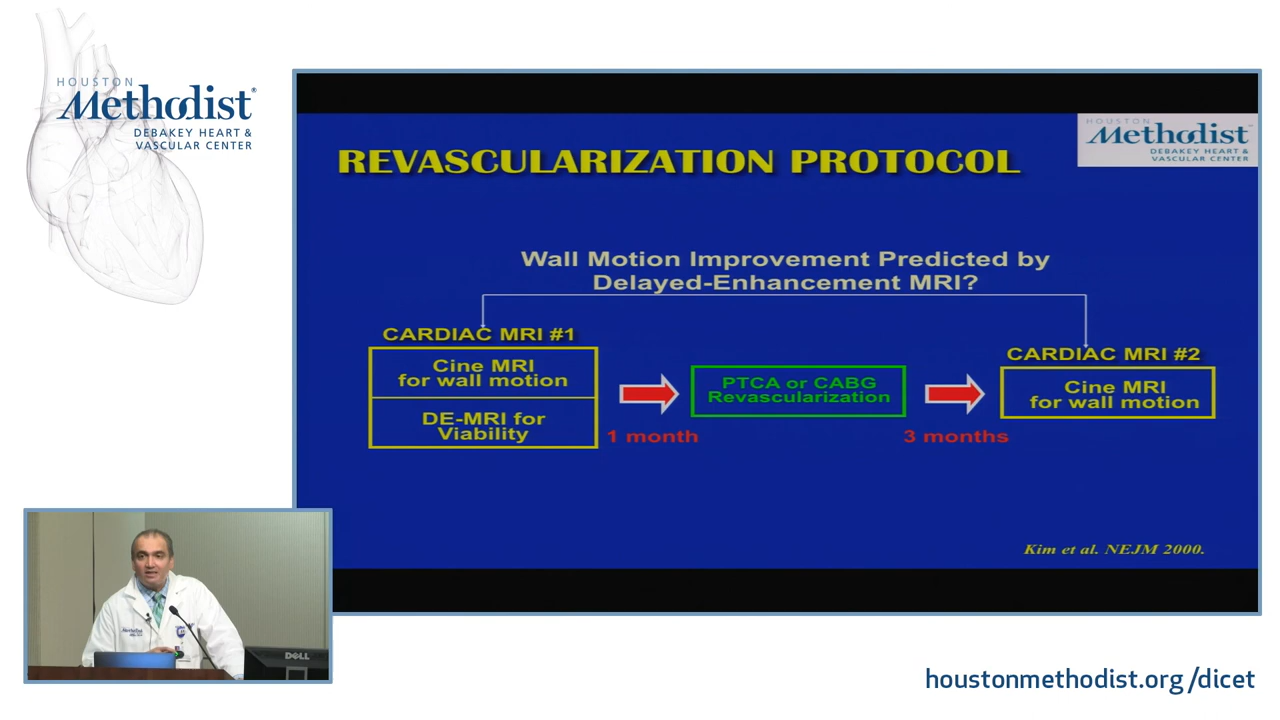 HOUSTON
Methodist®
DEBAKEY HEART &
VASCULAR CENTER
HOUSTON
Methodist
DEBAKEY HEART &
VASCULAR CENTER
REVASCULARIZATION PROTOCOL
Wall Motion Improvement Predicted by
Delayed-Enhancement MRI?
CARDIAC MRI #1
Cine MRI
for wall motion
DE-MRI for
Viability
1 month
PTCA or CABG
Revascularization
3 months
CARDIAC MRI #2
Cine MRI
for wall motion
Kim et al. NEJM 2000.
DELL
houstonmethodist.org/dicet